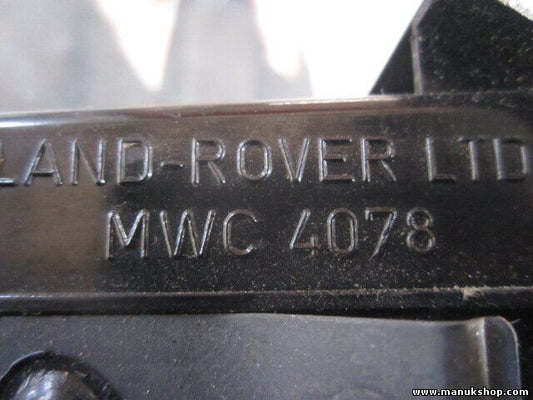 LAND-ROVER LTD
MWC 4078
www.manukshop.com